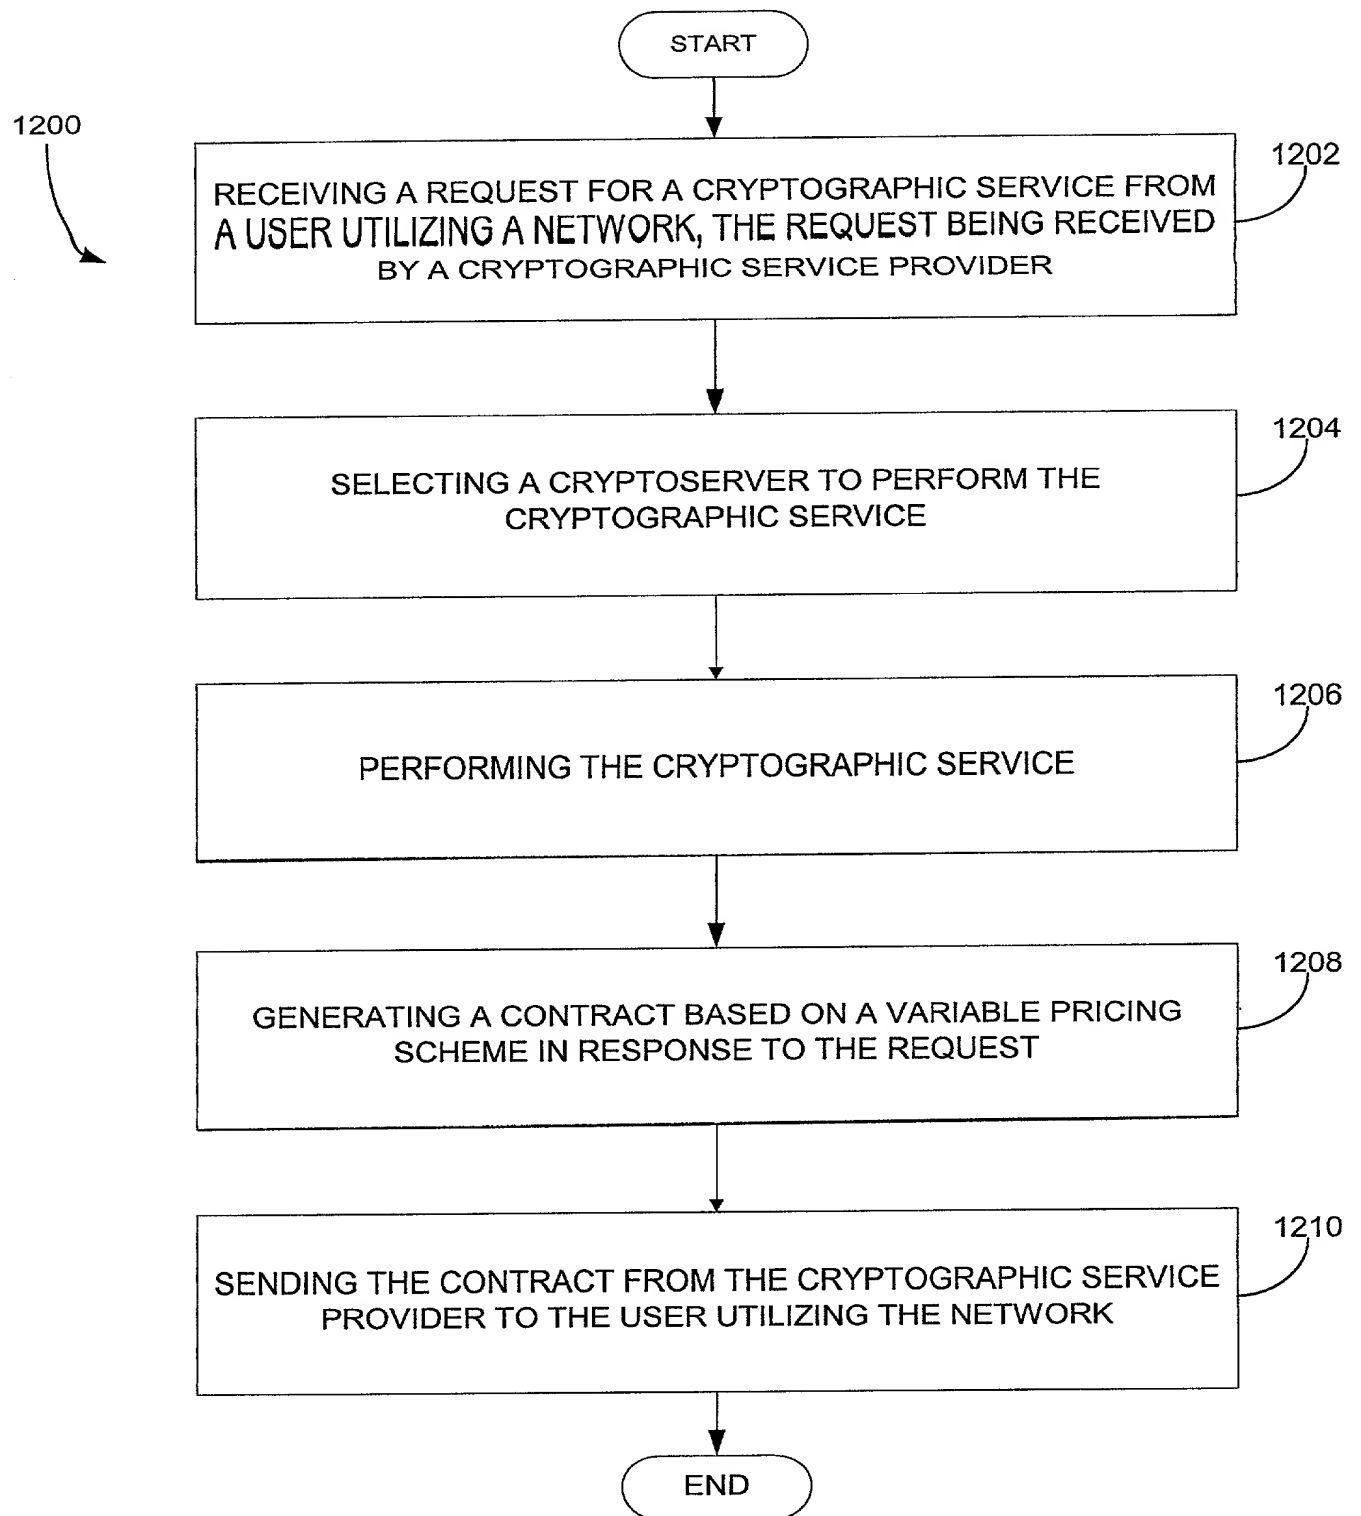 START
1200
1202
RECEIVING A REQUEST FOR A CRYPTOGRAPHIC SERVICE FROM
A USER UTILIZING A NETWORK, THE REQUEST BEING RECEIVED
BY A CRYPTOGRAPHIC SERVICE PROVIDER
1204
SELECTING A CRYPTOSERVER TO PERFORM THE
CRYPTOGRAPHIC SERVICE
1206
PERFORMING THE CRYPTOGRAPHIC SERVICE
1208
GENERATING A CONTRACT BASED ON A VARIABLE PRICING
SCHEME IN RESPONSE TO THE REQUEST
1210
SENDING THE CONTRACT FROM THE CRYPTOGRAPHIC SERVICE
PROVIDER TO THE USER UTILIZING THE NETWORK
END